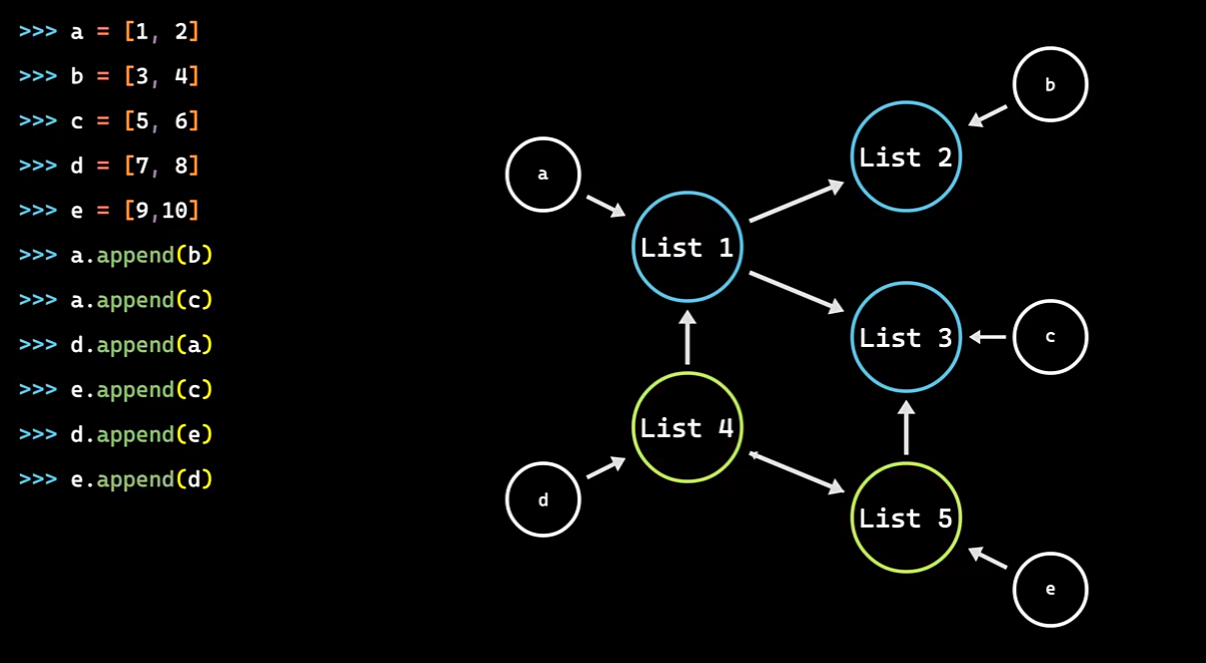 >>> a = [1, 2]
>>> b = [3, 4]
>>> c = [5, 6]
>>> d = [7, 8]
>>> e = [9,10]
>>> a.append(b)
>>> a.append(c)
>>> d.append(a)
>>> e.append(c)
>>> d.append(e)
>>> e.append(d)
b
List 2
a
List 1
List 3
c
List 4
d
List 5
e